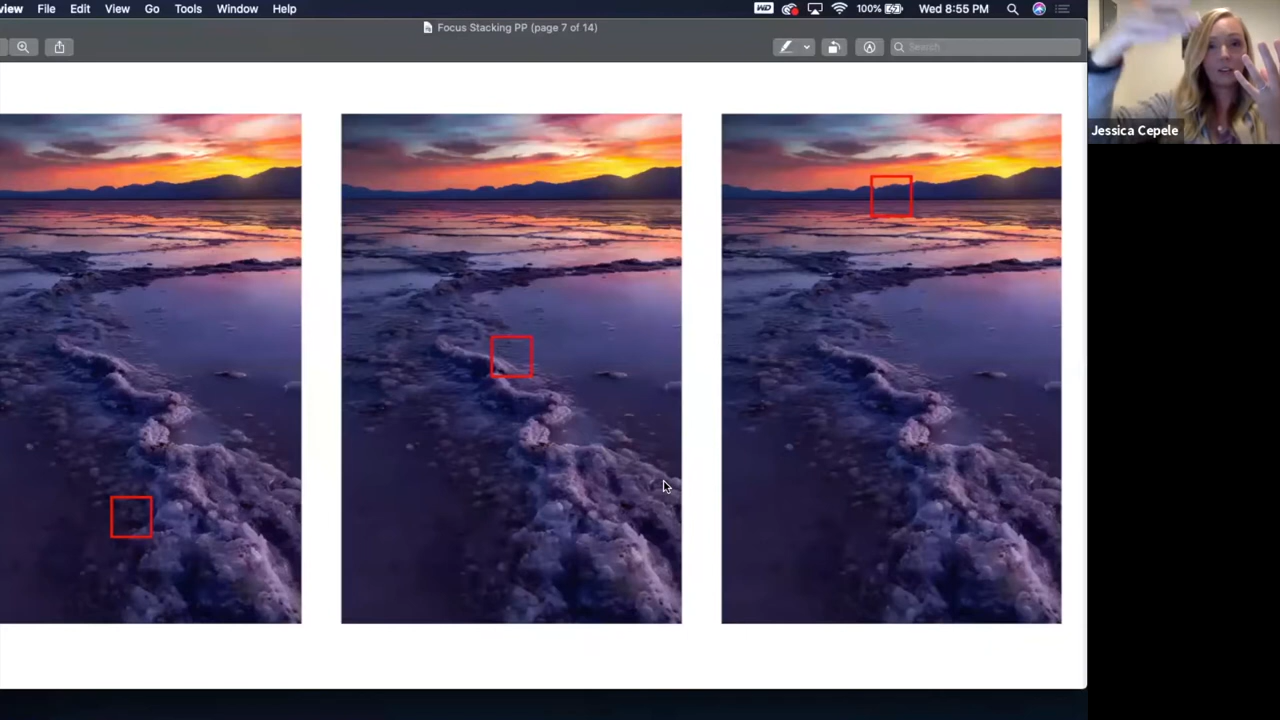 view File Edit View Go Tools Window Help 100% Wed 8:55 PM
Focus Stacking PP (page 7 of 14)
Search
Jessica Cepele